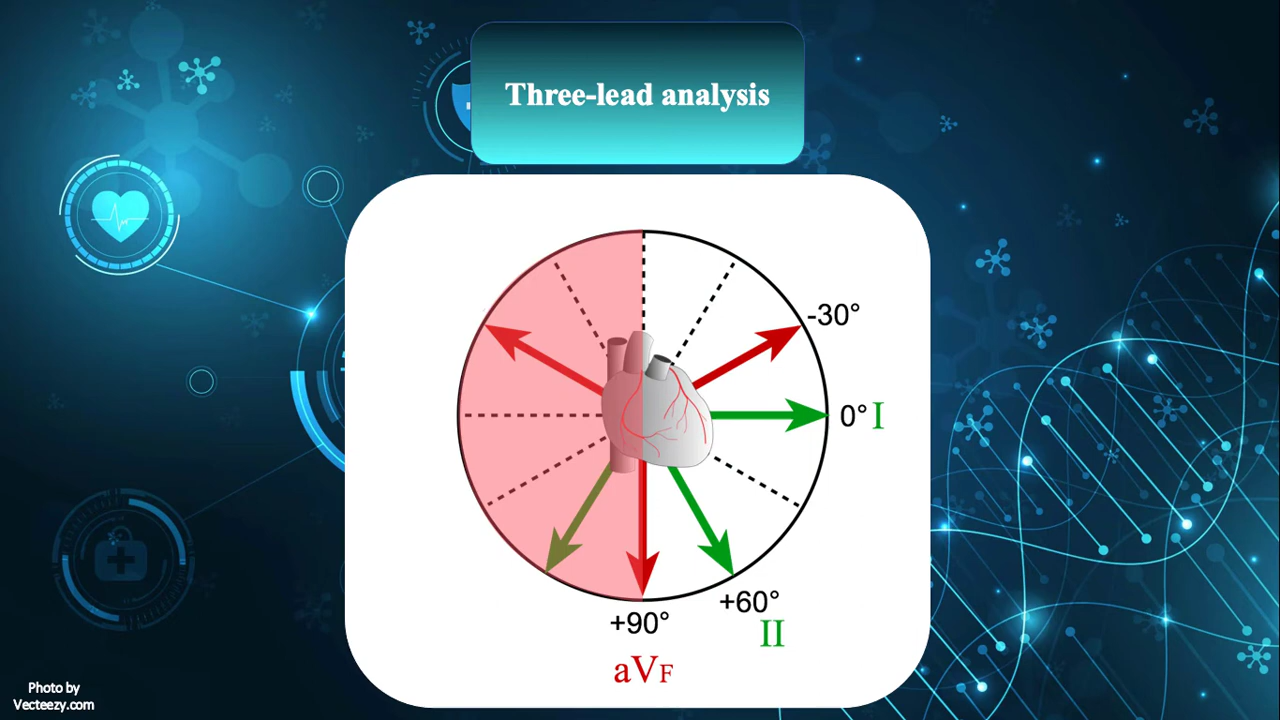 Three-lead analysis
-30°
0° I
+60°
II
+90°
aVF
Photo by
Vecteezy.com